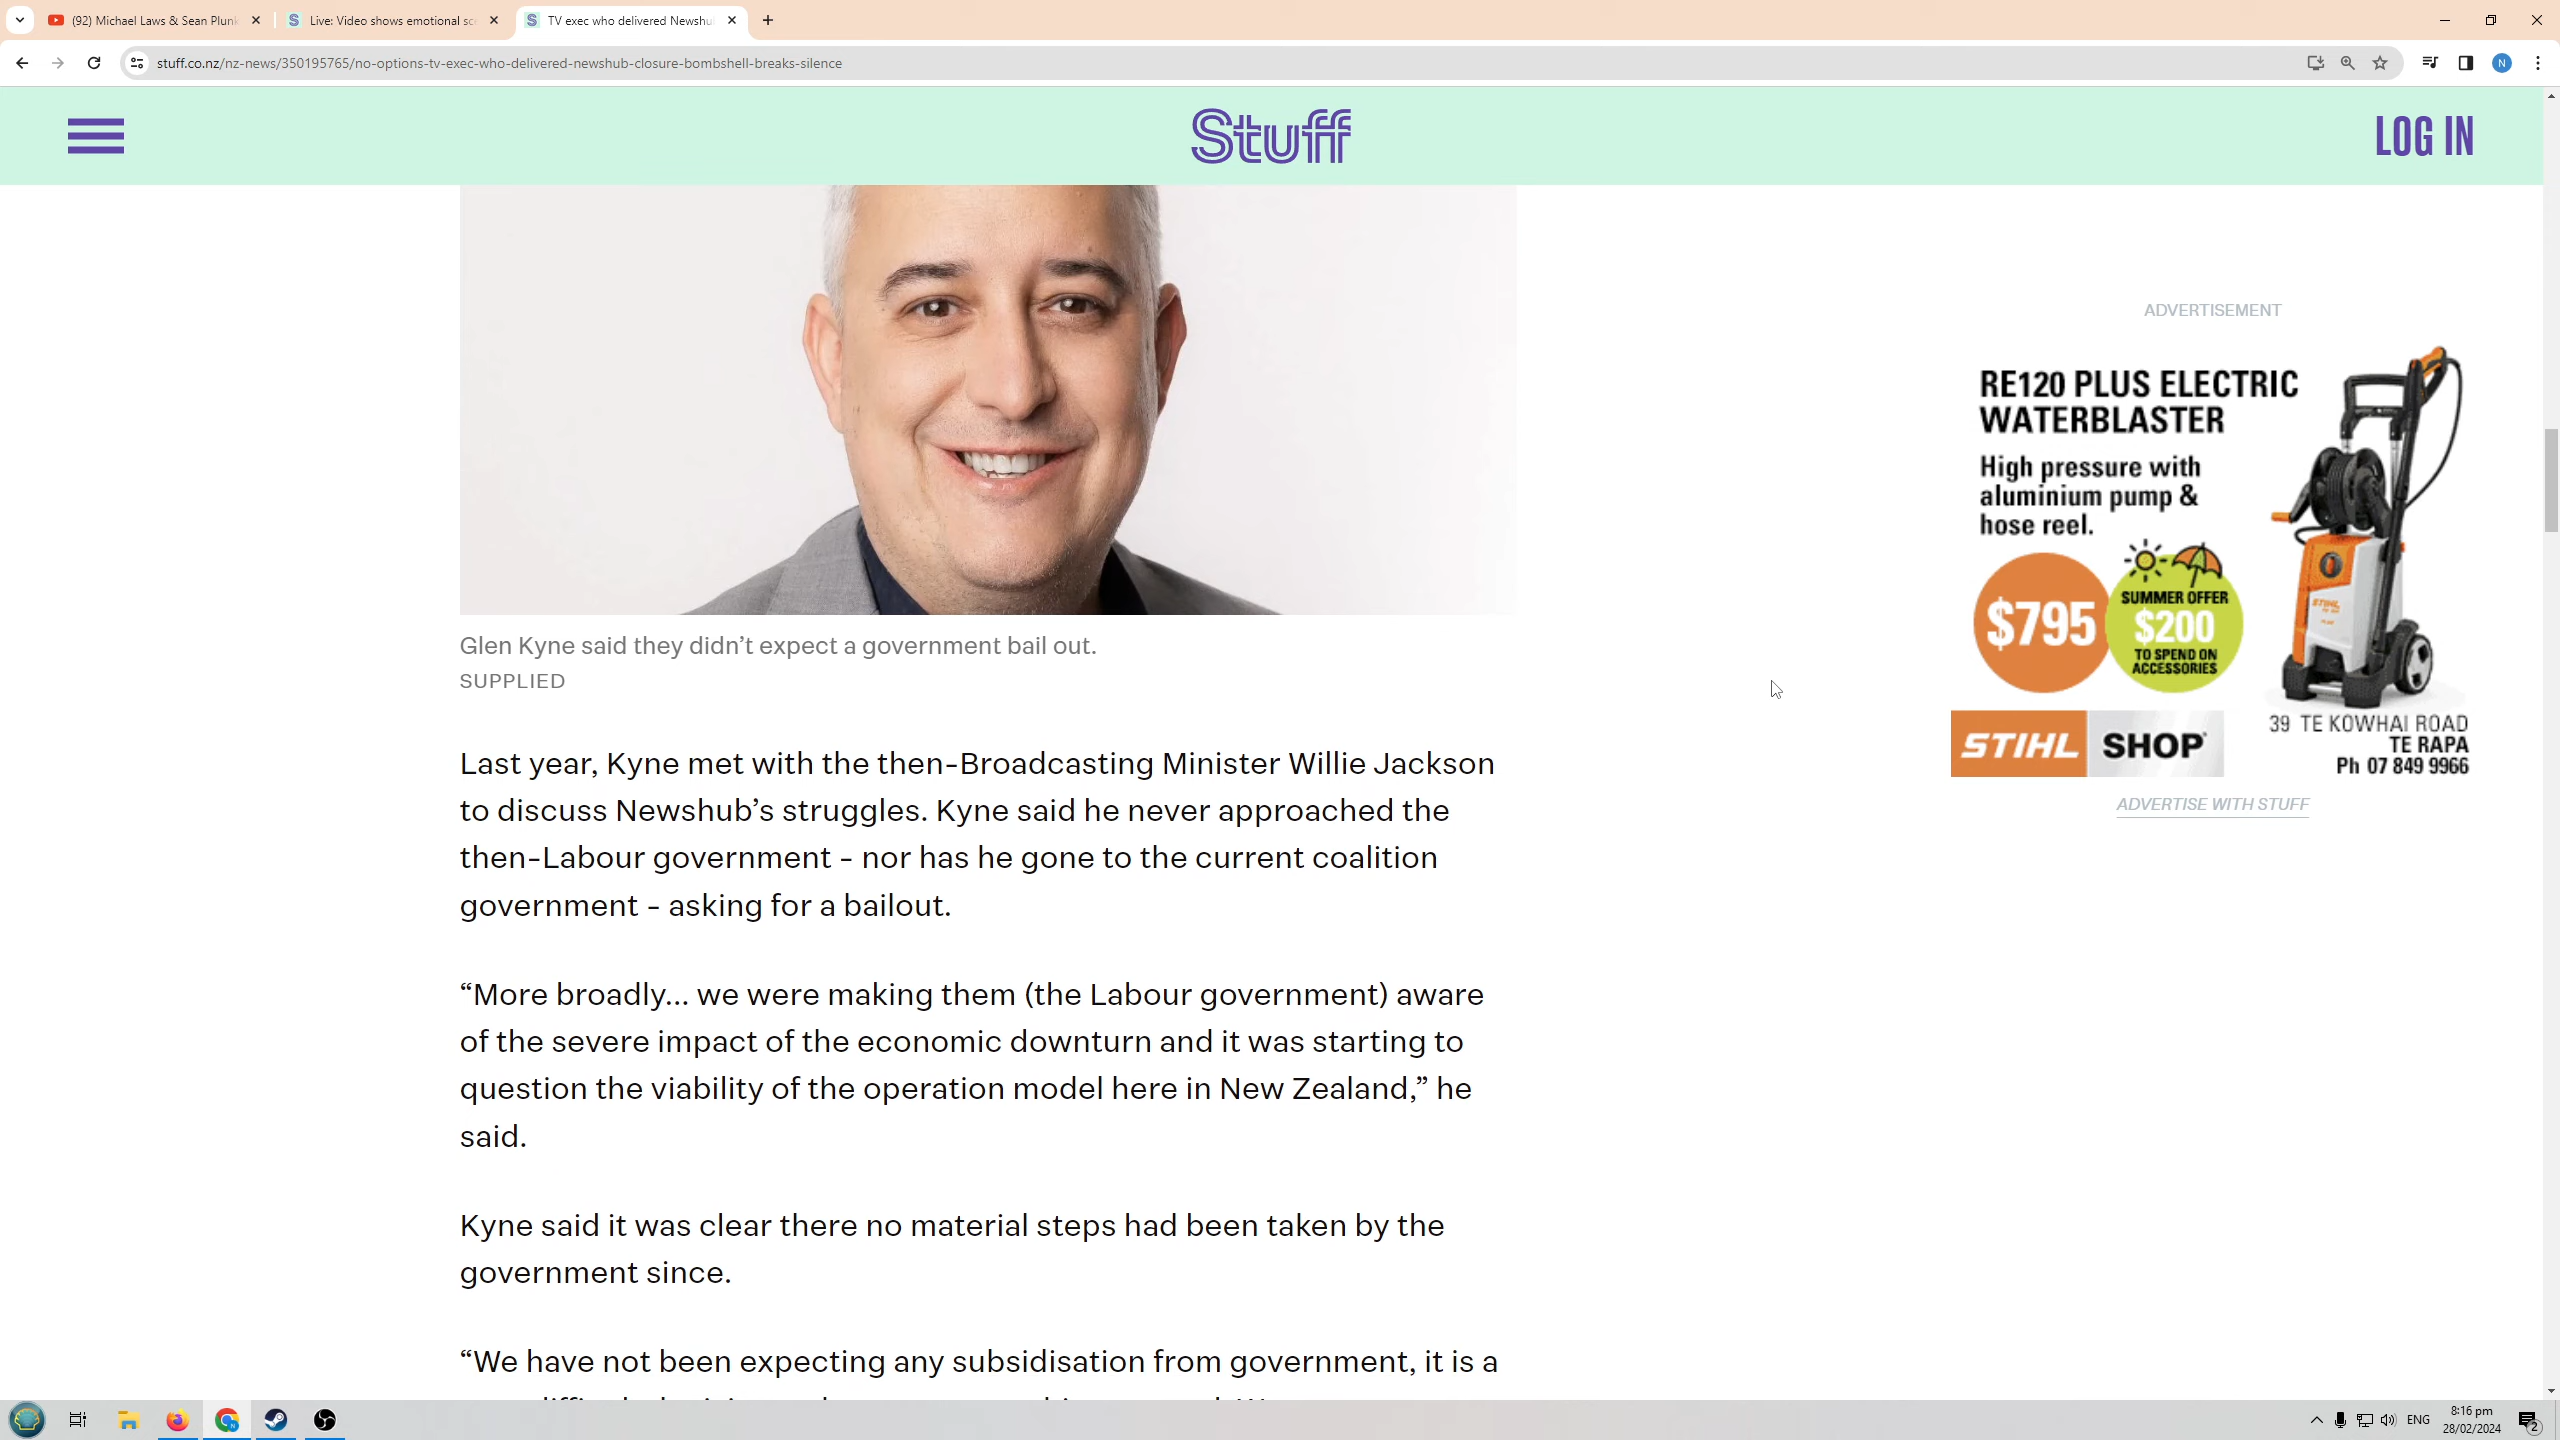 (92) Michael Laws & Sean Plunk
Live: Video shows emotional sc
TV exec who delivered Newshu
stuff.co.nz/nz-news/350195765/no-options-tv-exec-who-delivered-newshub-closure-bombshell-breaks-silence
N
Stuff
LOG IN
ADVERTISEMENT
RE120 PLUS ELECTRIC
WATERBLASTER
High pressure with
aluminium pump &
hose reel.
$795
SUMMER OFFER
$200
TO SPEND ON
ACCESSORIES
STIHL SHOP
39 TE KOWHAI ROAD
TE RAPA
Ph 07 849 9966
ADVERTISE WITH STUFF
Glen Kyne said they didn’t expect a government bail out.
SUPPLIED
Last year, Kyne met with the then-Broadcasting Minister Willie Jackson
to discuss Newshub’s struggles. Kyne said he never approached the
then-Labour government - nor has he gone to the current coalition
government - asking for a bailout.
“More broadly... we were making them (the Labour government) aware
of the severe impact of the economic downturn and it was starting to
question the viability of the operation model here in New Zealand,” he
said.
Kyne said it was clear there no material steps had been taken by the
government since.
“We have not been expecting any subsidisation from government, it is a
ENG
8:16 pm
28/02/2024
2